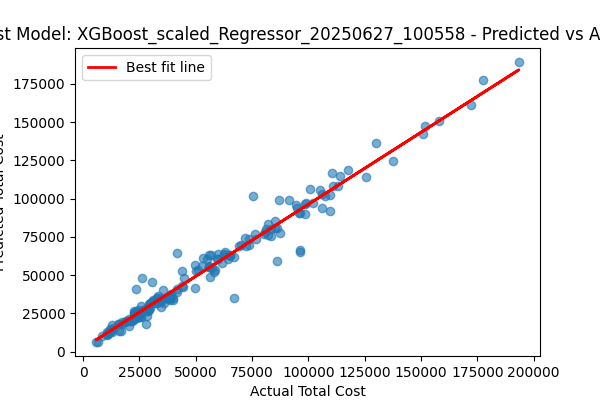 st Model: XGBoost_scaled_Regressor_20250627_100558 - Predicted vs A
Best fit line
175000
150000
125000
100000
75000
50000
25000
0
0 25000 50000 75000 100000 125000 150000 175000 200000
Actual Total Cost
Predicted Total Cost